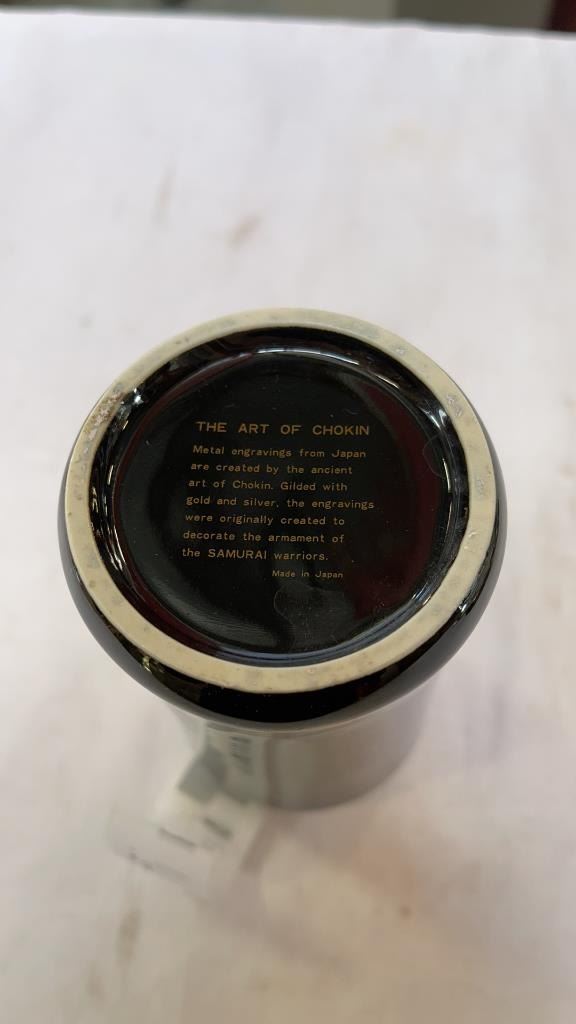 THE ART OF CHOKIN
Metal engravings from Japan
are created by the ancient
art of Chokin. Gilded with
gold and silver, the engravings
were originally created to
decorate the armament of
the SAMURAI warriors.
Made in Japan